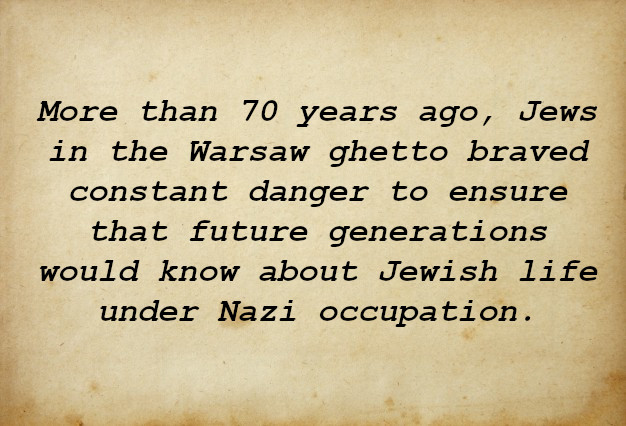 More than 70 years ago, Jews
in the Warsaw ghetto braved
constant danger to ensure
that future generations
would know about Jewish life
under Nazi occupation.